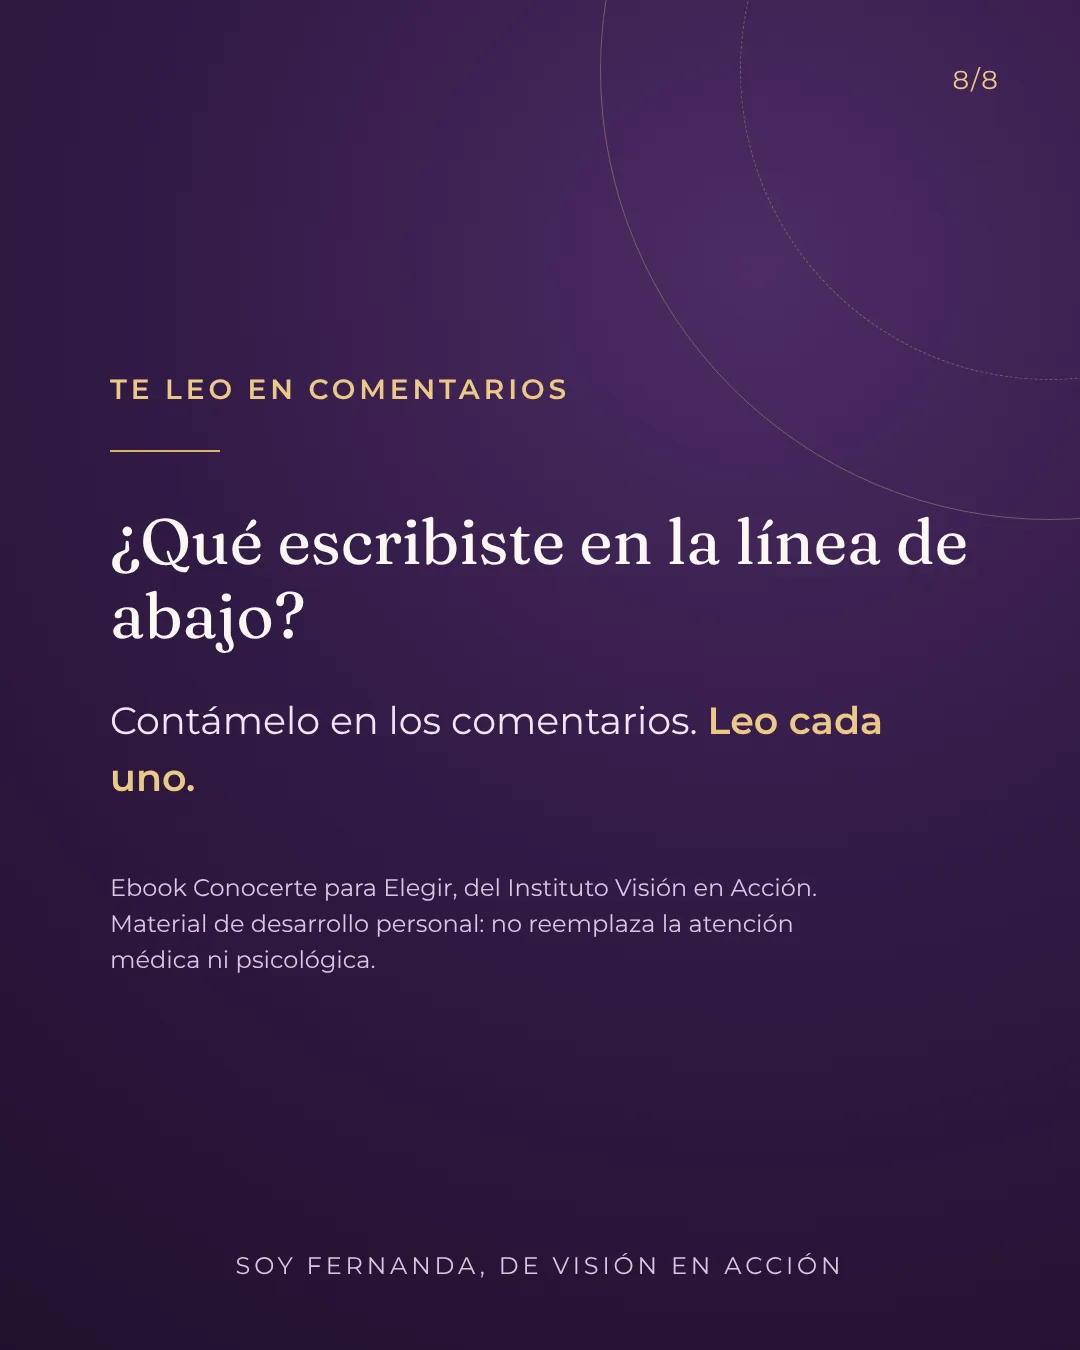 8/8
TE LEO EN COMENTARIOS
¿Qué escribiste en la línea de
abajo?
Contámelo en los comentarios. Leo cada
uno.
Ebook Conocerte para Elegir, del Instituto Visión en Acción.
Material de desarrollo personal: no reemplaza la atención
médica ni psicológica.
SOY FERNANDA, DE VISIÓN EN ACCIÓN